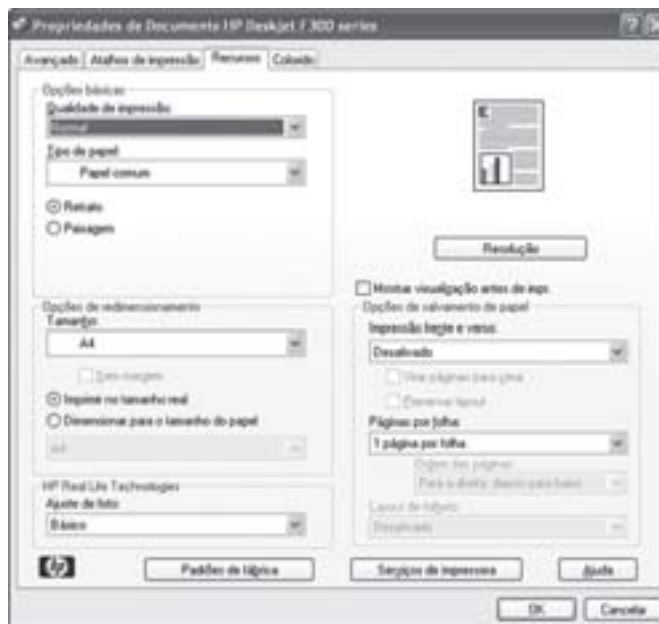 Propriedades de Documento HP Deskjet F300 series
Avançado
Atalhos de impressão
Recursos
Colorido
Opções básicas
Qualidade de impressão
Normal
Tipo de papel
Papel comum
Retrato
Paisagem
Resolução
Mostrar visualização antes de impr.
Opções de redimensionamento
Tamanho
A4
Sem margem
Imprimir no tamanho real
Dimensionar para o tamanho do papel
A4
HP Real Life Technologies
Ajuste de foto
Básico
Opções de salvamento de papel
Impressão frente e verso
Desativado
Virar páginas para cima
Preservar layout
Páginas por folha
1 página por folha
Ordem das páginas
Para a direita, depois para baixo
Layout de folheto
Desativado
hp
Padrões de fábrica
Serviços da impressora
Ajuda
OK
Cancelar